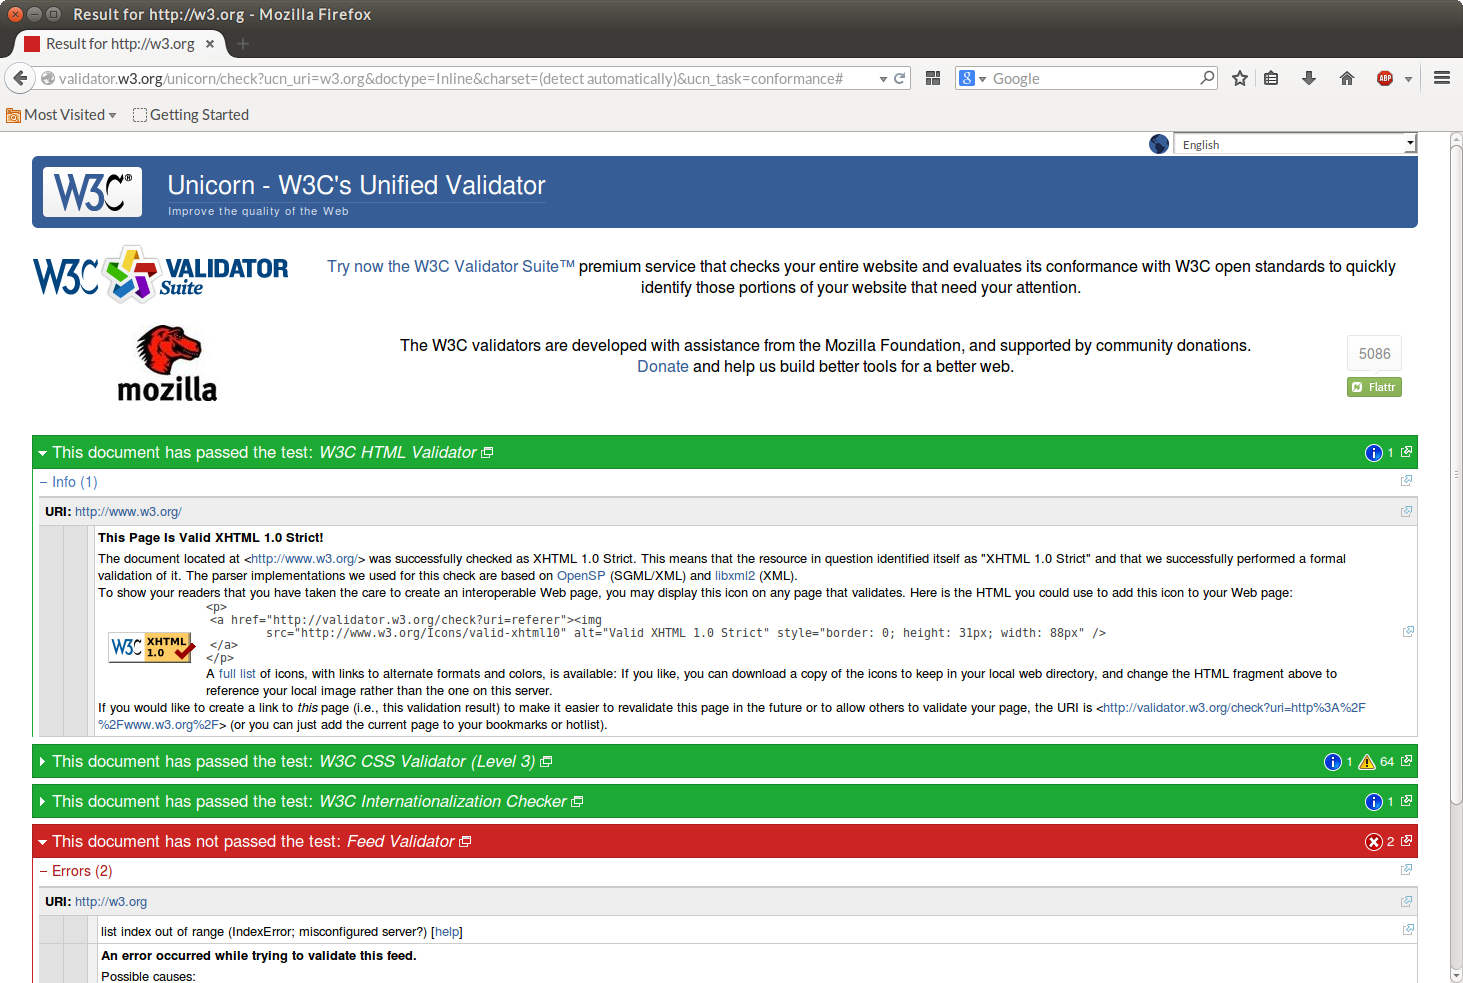 Result for http://w3.org - Mozilla Firefox
Result for http://w3.org
validator.w3.org/unicorn/check?ucn_uri=w3.org&doctype=Inline&charset=(detect automatically)&ucn_task=conformance#
8 Google
ABP
Most Visited
Getting Started
English
W3C®
Unicorn - W3C's Unified Validator
Improve the quality of the Web
W3C VALIDATOR
Suite
Try now the W3C Validator Suite™ premium service that checks your entire website and evaluates its conformance with W3C open standards to quickly
identify those portions of your website that need your attention.
mozilla
The W3C validators are developed with assistance from the Mozilla Foundation, and supported by community donations.
Donate and help us build better tools for a better web.
5086
Flattr
This document has passed the test: W3C HTML Validator
1
− Info (1)
URI: http://www.w3.org/
This Page Is Valid XHTML 1.0 Strict!
The document located at <http://www.w3.org/> was successfully checked as XHTML 1.0 Strict. This means that the resource in question identified itself as "XHTML 1.0 Strict" and that we successfully performed a formal
validation of it. The parser implementations we used for this check are based on OpenSP (SGML/XML) and libxml2 (XML).
To show your readers that you have taken the care to create an interoperable Web page, you may display this icon on any page that validates. Here is the HTML you could use to add this icon to your Web page:
W3C XHTML
1.0
<p>
<a href="http://validator.w3.org/check?uri=referer"><img
src="http://www.w3.org/Icons/valid-xhtml10" alt="Valid XHTML 1.0 Strict" style="border: 0; height: 31px; width: 88px" />
</a>
</p>
A full list of icons, with links to alternate formats and colors, is available: If you like, you can download a copy of the icons to keep in your local web directory, and change the HTML fragment above to
reference your local image rather than the one on this server.
If you would like to create a link to this page (i.e., this validation result) to make it easier to revalidate this page in the future or to allow others to validate your page, the URI is <http://validator.w3.org/check?uri=http%3A%2F
%2Fwww.w3.org%2F> (or you can just add the current page to your bookmarks or hotlist).
This document has passed the test: W3C CSS Validator (Level 3)
1 64
This document has passed the test: W3C Internationalization Checker
1
This document has not passed the test: Feed Validator
2
− Errors (2)
URI: http://w3.org
list index out of range (IndexError; misconfigured server?) [help]
An error occurred while trying to validate this feed.
Possible causes: